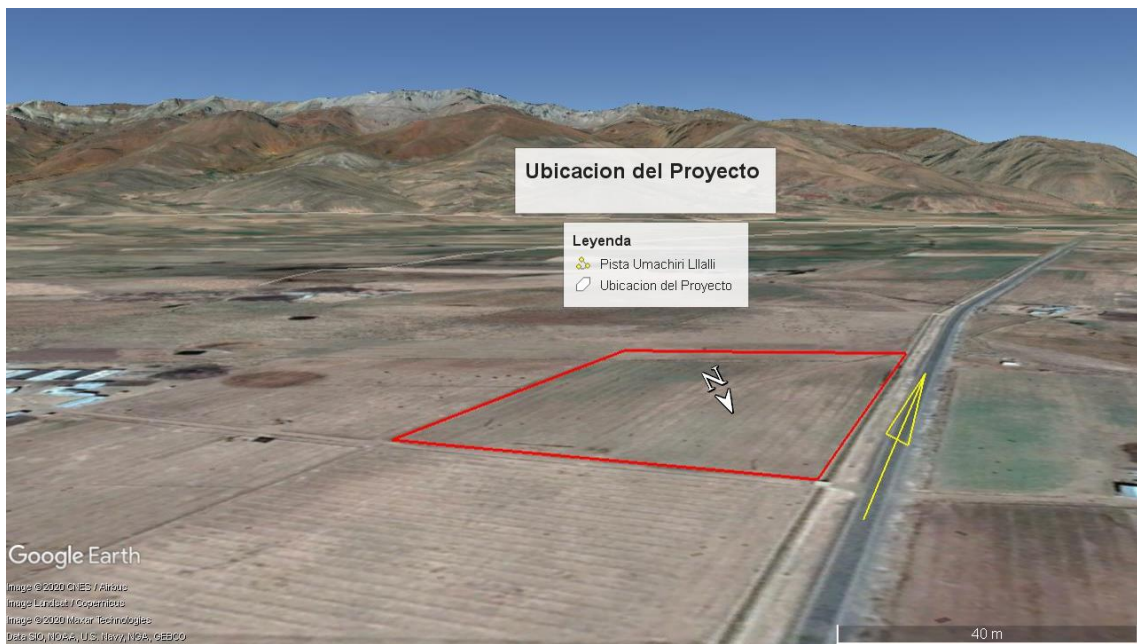 Ubicacion del Proyecto
Leyenda
Pista Umachiri Lllalli
Ubicacion del Proyecto
N
Google Earth
Image © 2020 CNES / Airbus
Image Landsat / Copernicus
Image © 2020 Maxar Technologies
Data SIO, NOAA, U.S. Navy, NGA, GEBCO
40 m